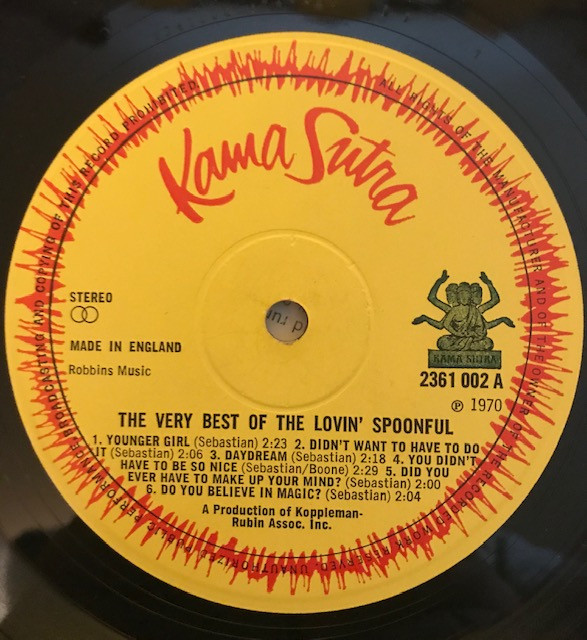 ALL RIGHTS OF THE MANUFACTURER AND OF THE OWNER OF THE RECORDED WORK RESERVED. UNAUTHORIZED PUBLIC PERFORMANCE, BROADCASTING AND COPYING OF THIS RECORD PROHIBITED
Kama Sutra
STEREO
MADE IN ENGLAND
Robbins Music
KAMA SUTRA
2361 002 A
℗ 1970
THE VERY BEST OF THE LOVIN' SPOONFUL
1. YOUNGER GIRL (Sebastian) 2:23 2. DIDN'T WANT TO HAVE TO DO
IT (Sebastian) 2:06 3. DAYDREAM (Sebastian) 2:18 4. YOU DIDN'T
HAVE TO BE SO NICE (Sebastian/Boone) 2:29 5. DID YOU
EVER HAVE TO MAKE UP YOUR MIND? (Sebastian) 2:00
6. DO YOU BELIEVE IN MAGIC? (Sebastian) 2:04
A Production of Koppleman-
Rubin Assoc. Inc.